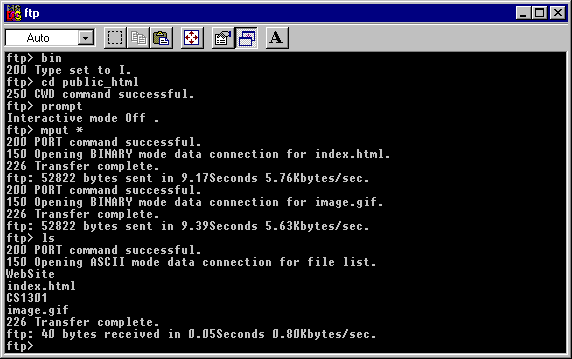 ftp
Auto
A
ftp> bin
200 Type set to I.
ftp> cd public_html
250 CWD command successful.
ftp> prompt
Interactive mode Off .
ftp> mput *
200 PORT command successful.
150 Opening BINARY mode data connection for index.html.
226 Transfer complete.
ftp: 52822 bytes sent in 9.17Seconds 5.76Kbytes/sec.
200 PORT command successful.
150 Opening BINARY mode data connection for image.gif.
226 Transfer complete.
ftp: 52822 bytes sent in 9.39Seconds 5.63Kbytes/sec.
ftp> ls
200 PORT command successful.
150 Opening ASCII mode data connection for file list.
WebSite
index.html
CS1301
image.gif
226 Transfer complete.
ftp: 40 bytes received in 0.05Seconds 0.80Kbytes/sec.
ftp>